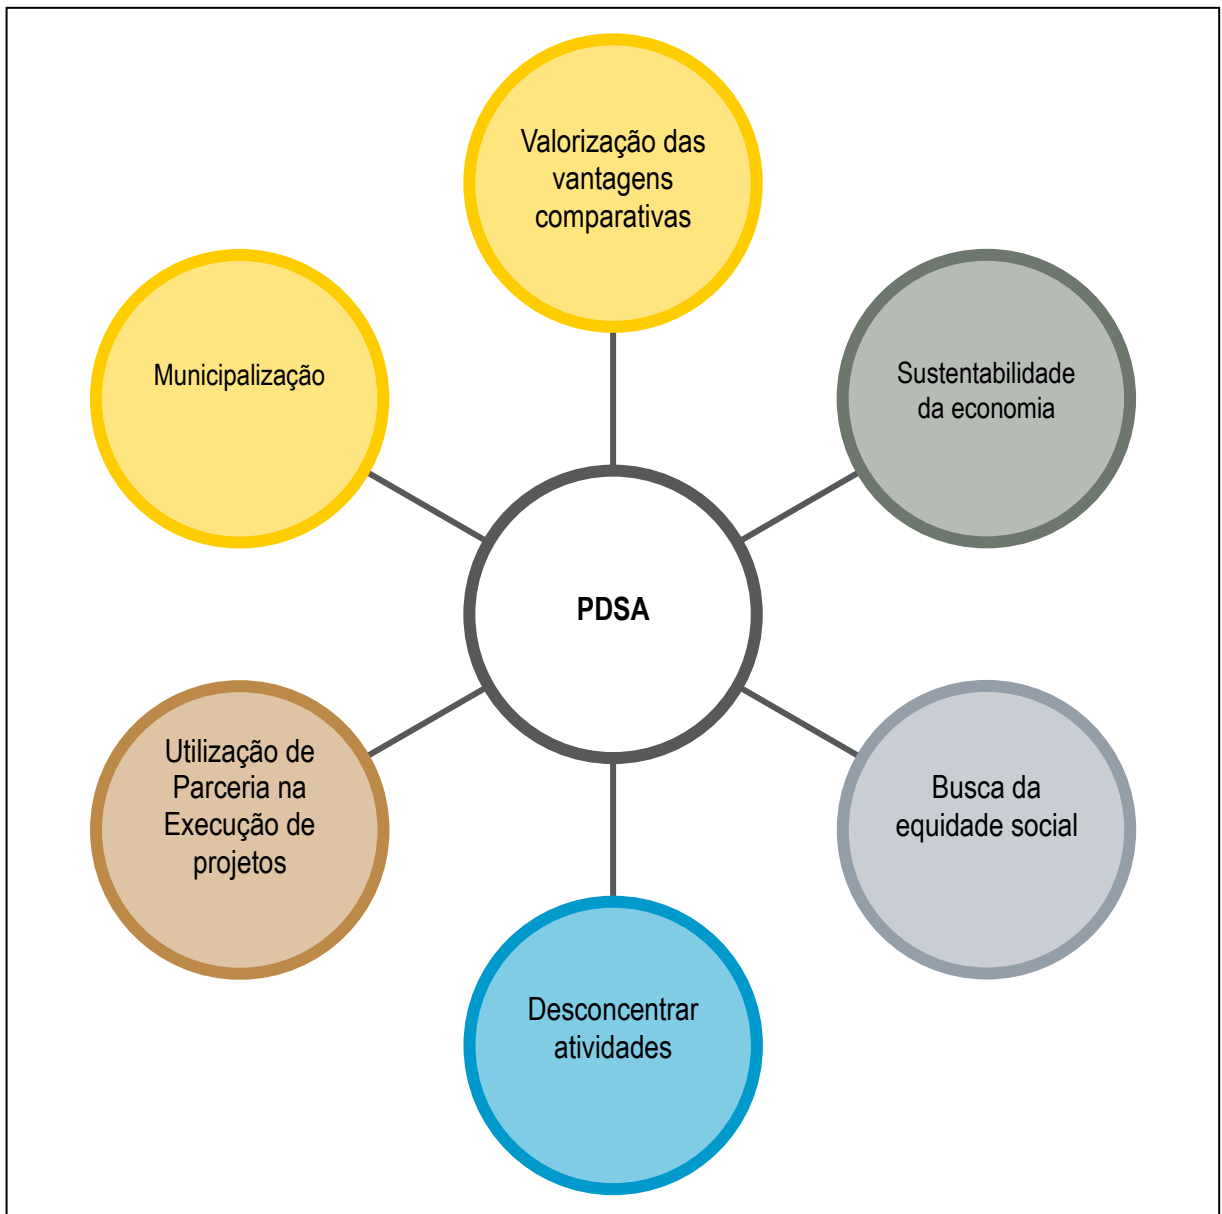 Valorização das
vantagens
comparativas
Municipalização
Sustentabilidade
da economia
PDSA
Utilização de
Parceria na
Execução de
projetos
Busca da
equidade social
Desconcentrar
atividades